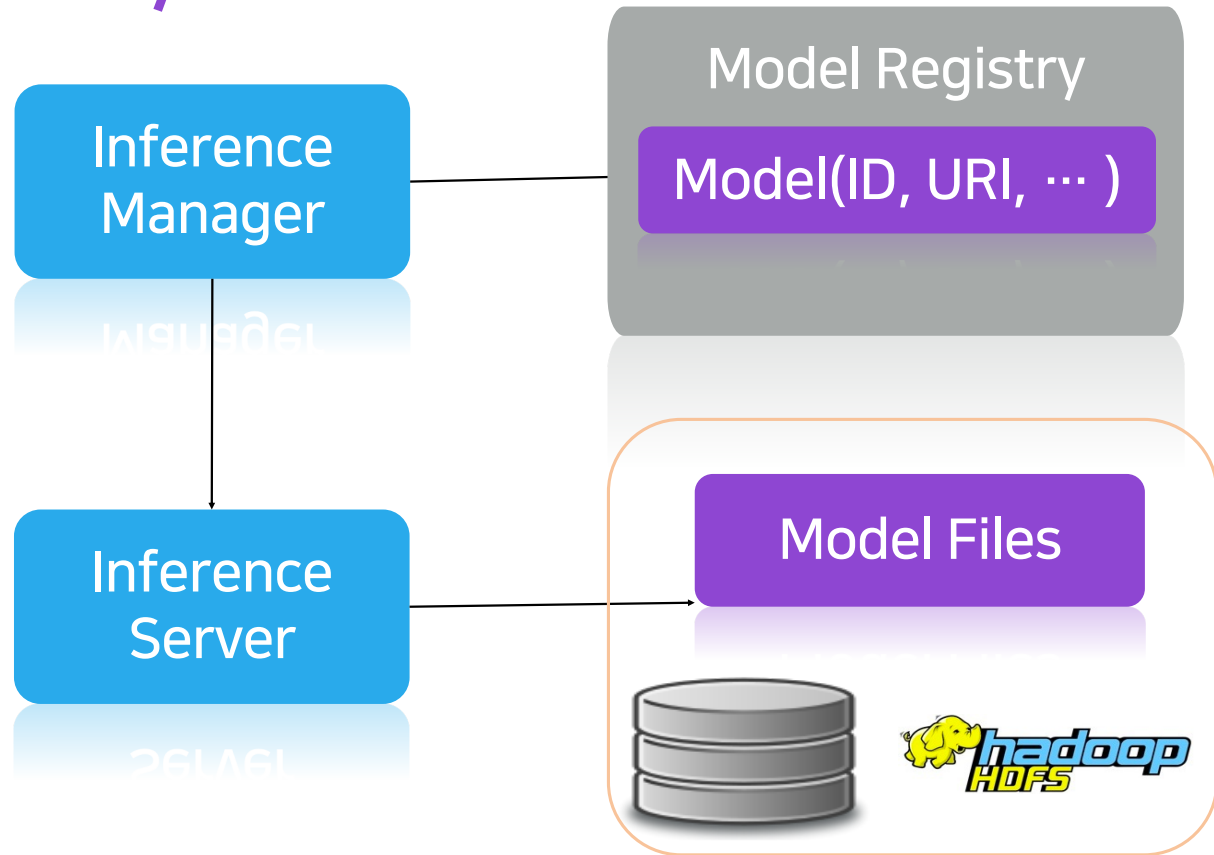 Model Registry
Inference
Manager
Model(ID, URI, ··· )
Model Files
Inference
Server
hadoop
HDFS